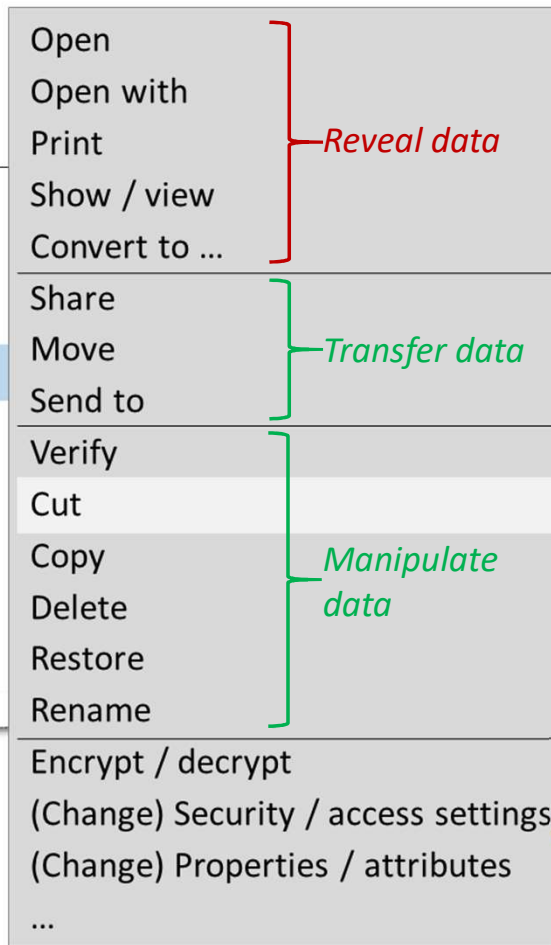 Open
Open with
Print
Show / view
Convert to ...
Reveal data
Share
Move
Send to
Transfer data
Verify
Cut
Copy
Delete
Restore
Rename
Manipulate
data
Encrypt / decrypt
(Change) Security / access settings
(Change) Properties / attributes
...